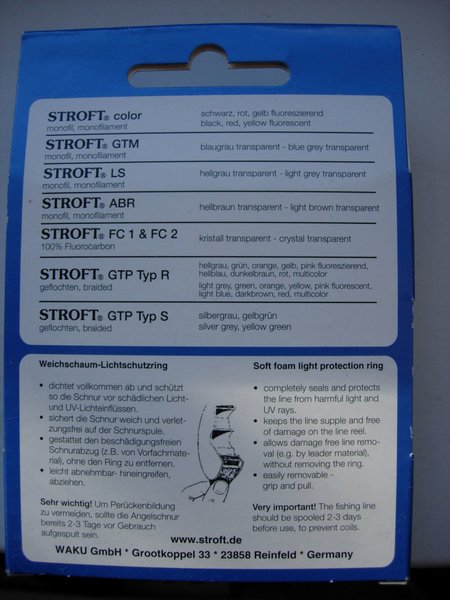 STROFT® color
schwarz, rot, gelb fluoreszierend
monofil, monofilament
black, red, yellow fluorescent
STROFT® GTM
blaugrau transparent - blue grey transparent
monofil, monofilament
STROFT® LS
hellgrau transparent - light grey transparent
monofil, monofilament
STROFT® ABR
hellbraun transparent - light brown transparent
monofil, monofilament
STROFT® FC 1 & FC 2
kristall transparent - crystal transparent
100% Fluorocarbon
STROFT® GTP Typ R
geflochten, braided
hellgrau, grün, orange, gelb, pink fluoreszierend,
hellblau, dunkelbraun, rot, multicolor
light grey, green, orange, yellow, pink fluorescent,
light blue, darkbrown, red, multicolor
STROFT® GTP Typ S
silbergrau, gelbgrün
geflochten, braided
silver grey, yellow green
Weichschaum-Lichtschutzring
• dichtet vollkommen ab und schützt
so die Schnur vor schädlichen Licht-
und UV-Lichteinflüssen.
• sichert die Schnur weich und verlet-
zungsfrei auf der Schnurspule.
• gestattet den beschädigungsfreien
Schnurabzug (z.B. von Vorfachmate-
rial), ohne den Ring zu entfernen.
• leicht abnehmbar- hineingreifen,
abziehen.
Sehr wichtig! Um Perückenbildung
zu vermeiden, sollte die Angelschnur
bereits 2-3 Tage vor Gebrauch
aufgespult sein.
Soft foam light protection ring
• completely seals and protects
the line from harmful light and
UV rays.
• keeps the line supple and free
of damage on the line reel.
• allows damage free line remo-
val (e.g. by leader material),
without removing the ring.
• easily removable -
grip and pull.
Very important! The fishing line
should be spooled 2-3 days
before use, to prevent coils.
www.stroft.de
WAKU GmbH * Grootkoppel 33 * 23858 Reinfeld * Germany